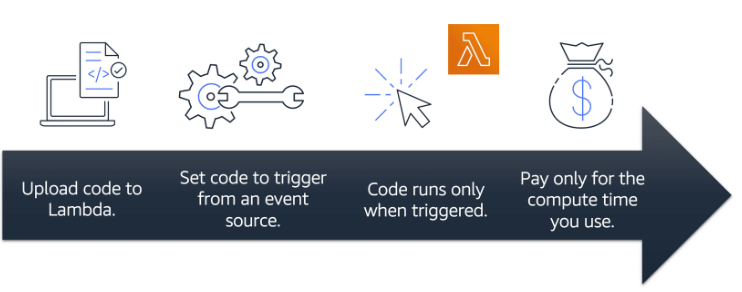 </>
$
Upload code to
Lambda.
Set code to trigger
from an event
source.
Code runs only
when triggered.
Pay only for the
compute time
you use.